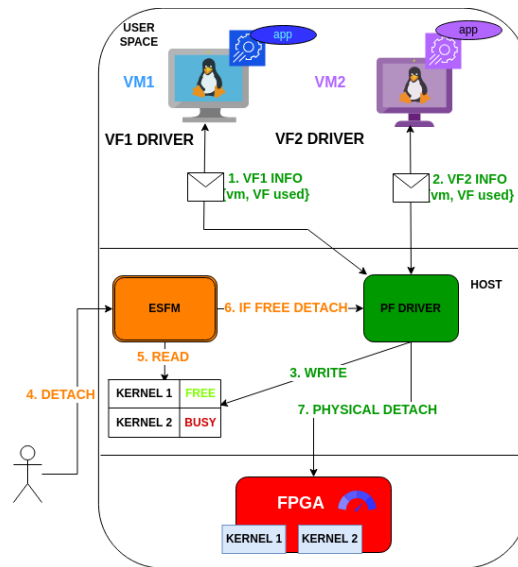 USER
SPACE
app
app
VM1
VM2
VF1 DRIVER
VF2 DRIVER
1. VF1 INFO
{vm, VF used}
2. VF2 INFO
{vm, VF used}
HOST
ESFM
6. IF FREE DETACH
PF DRIVER
5. READ
3. WRITE
4. DETACH
KERNEL 1 FREE
KERNEL 2 BUSY
7. PHYSICAL DETACH
FPGA
KERNEL 1
KERNEL 2